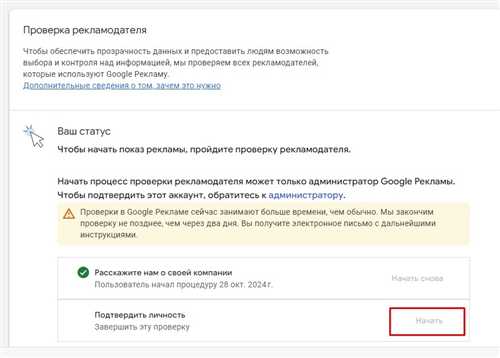 Проверка рекламодателя
Чтобы обеспечить прозрачность данных и предоставить людям возможность
выбора и контроля над информацией, мы проверяем всех рекламодателей,
которые используют Google Рекламу.
Дополнительные сведения о том, зачем это нужно
Ваш статус
Чтобы начать показ рекламы, пройдите проверку рекламодателя.
Начать процесс проверки рекламодателя может только администратор Google Рекламы.
Чтобы подтвердить этот аккаунт, обратитесь к администратору.
Проверки в Google Рекламе сейчас занимают больше времени, чем обычно. Мы закончим
проверку не позднее, чем через два дня. Вы получите электронное письмо с дальнейшими
инструкциями.
Расскажите нам о своей компании
Пользователь начал процедуру 28 окт. 2024 г.
Начать снова
Подтвердить личность
Завершить эту проверку
Начать